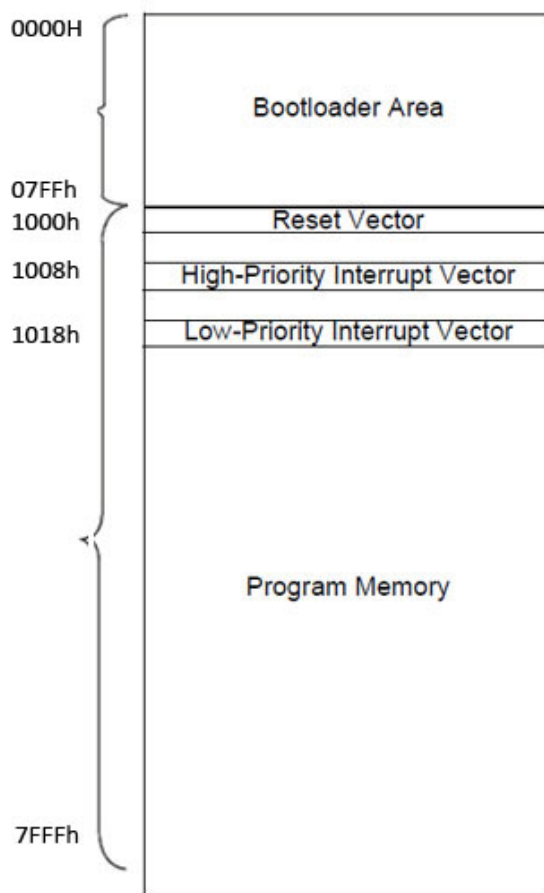 0000H
Bootloader Area
07FFh
1000h Reset Vector
1008h High-Priority Interrupt Vector
1018h Low-Priority Interrupt Vector
Program Memory
7FFFh